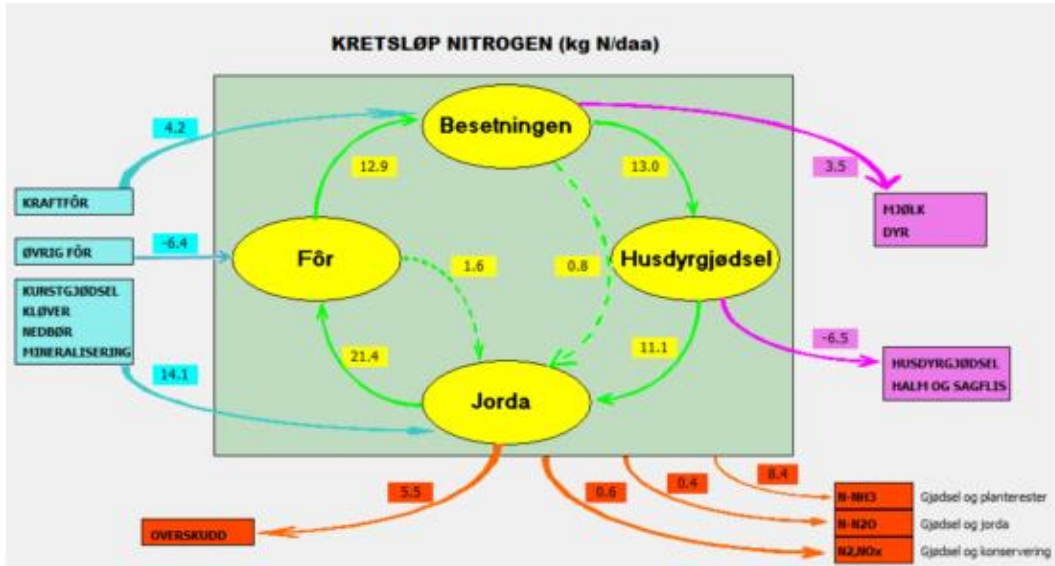 KRETSLØP NITROGEN (kg N/daa)
Besetningen
4.2
12.9
13.0
3.5
KRAFTFÔR
MJØLK
DYR
ØVRIG FÔR
-6.4
Fôr
1.6
0.8
Husdyrgjødsel
KUNSTGJØDSEL
KLØVER
NEDBØR
MINERALISERING
21.4
11.1
-6.5
14.1
Jorda
HUSDYRGJØDSEL
HALM OG SAGFLIS
5.5
0.6
0.4
8.4
OVERSKUDD
N-NH3 Gjødsel og planterester
N-N2O Gjødsel og jorda
N2,NOx Gjødsel og konservering